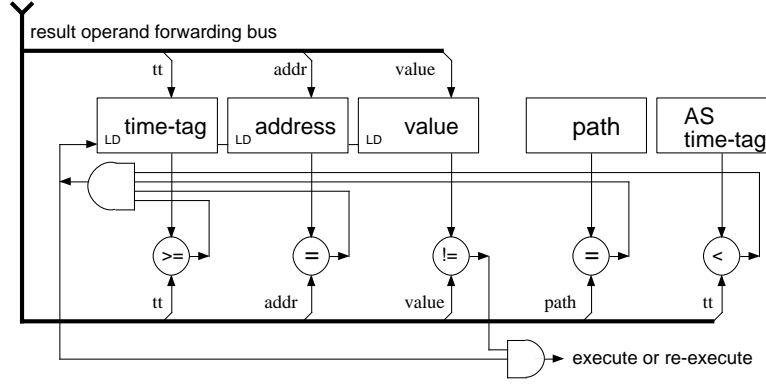 result operand forwarding bus
tt addr value
time-tag address value path AS time-tag
LD LD LD
>= = != = <
tt addr value path tt
execute or re-execute